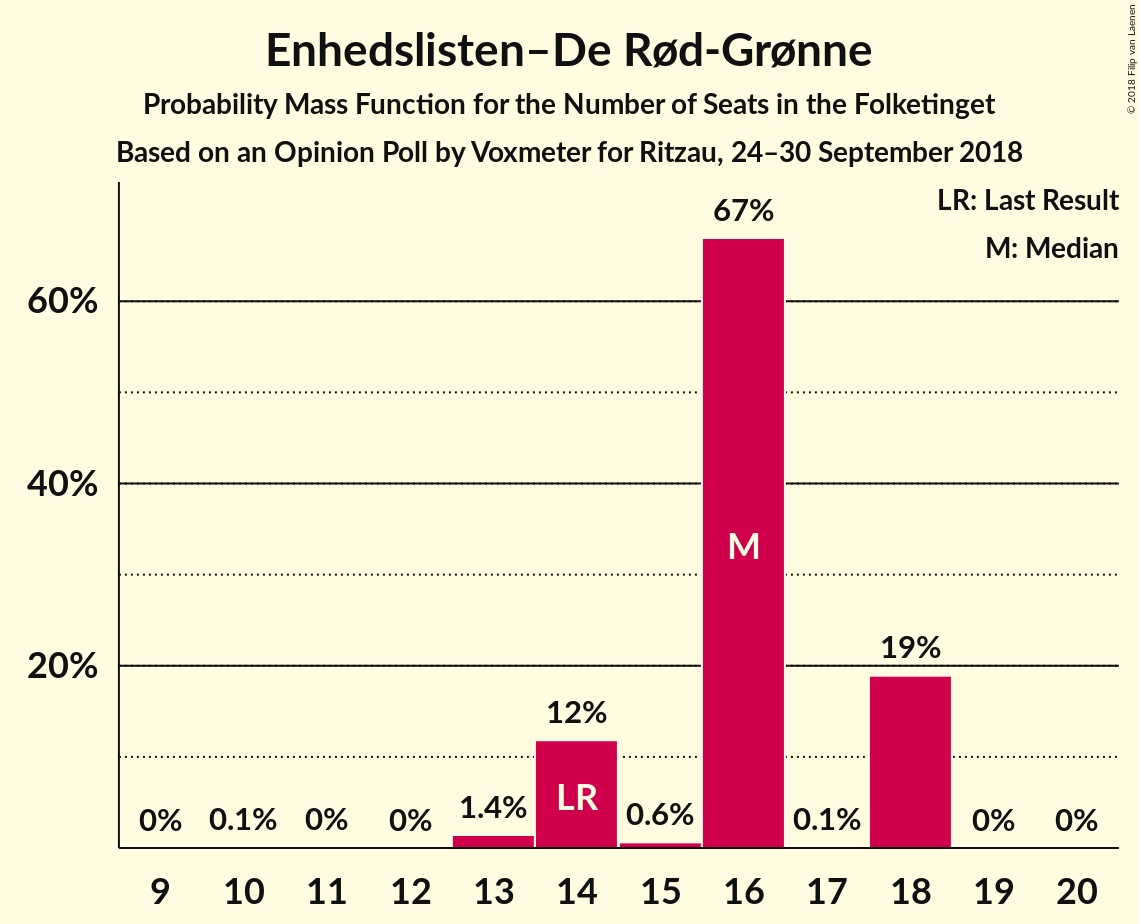 Enhedslisten–De Rød-Grønne
Probability Mass Function for the Number of Seats in the Folketinget
Based on an Opinion Poll by Voxmeter for Ritzau, 24–30 September 2018
© 2018 Filip van Laenen
LR: Last Result
M: Median
60%
40%
20%
0%
0.1%
0%
0%
1.4%
12%
0.6%
67%
0.1%
19%
0%
0%
LR
M
9 10 11 12 13 14 15 16 17 18 19 20